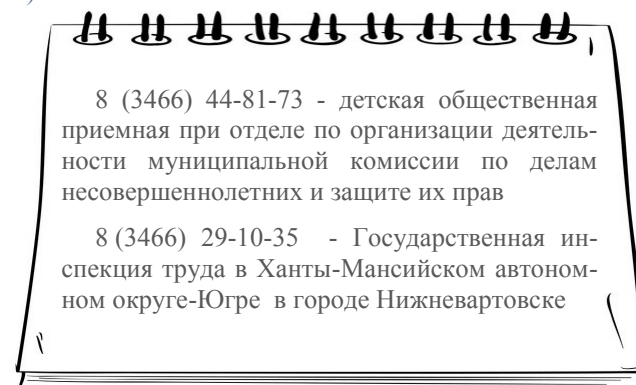 8 (3466) 44-81-73 - детская общественная
приемная при отделе по организации деятель-
ности муниципальной комиссии по делам
несовершеннолетних и защите их прав
8 (3466) 29-10-35 - Государственная ин-
спекция труда в Ханты-Мансийском автоном-
ном округе-Югре в городе Нижневартовске